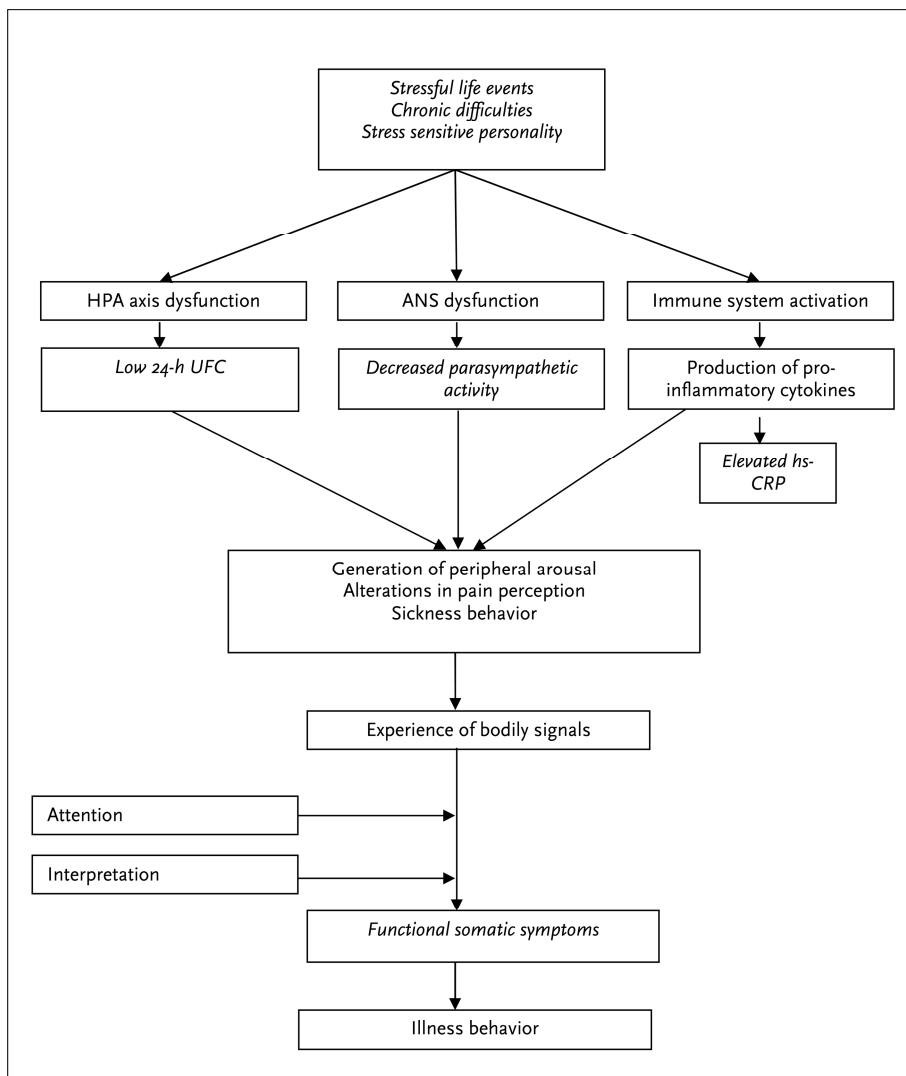 Stressful life events
Chronic difficulties
Stress sensitive personality
HPA axis dysfunction
ANS dysfunction
Immune system activation
Low 24-h UFC
Decreased parasympathetic
activity
Production of pro-
inflammatory cytokines
Elevated hs-
CRP
Generation of peripheral arousal
Alterations in pain perception
Sickness behavior
Experience of bodily signals
Attention
Interpretation
Functional somatic symptoms
Illness behavior